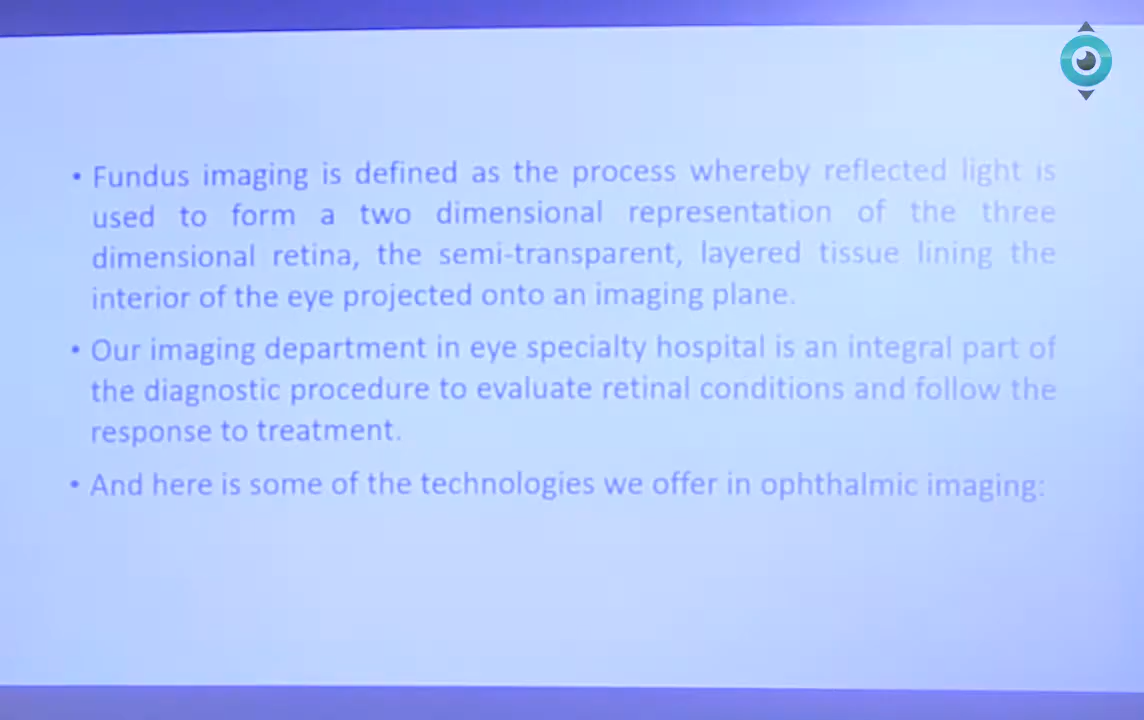 • Fundus imaging is defined as the process whereby reflected light is
used to form a two dimensional representation of the three
dimensional retina, the semi-transparent, layered tissue lining the
interior of the eye projected onto an imaging plane.
• Our imaging department in eye specialty hospital is an integral part of
the diagnostic procedure to evaluate retinal conditions and follow the
response to treatment.
• And here is some of the technologies we offer in ophthalmic imaging: